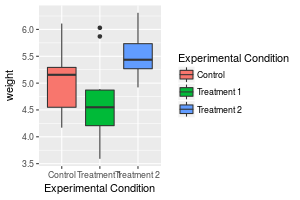 weight
6.0
5.5
5.0
4.5
4.0
3.5
Control Treatment 1 Treatment 2
Experimental Condition
Experimental Condition
Control
Treatment 1
Treatment 2